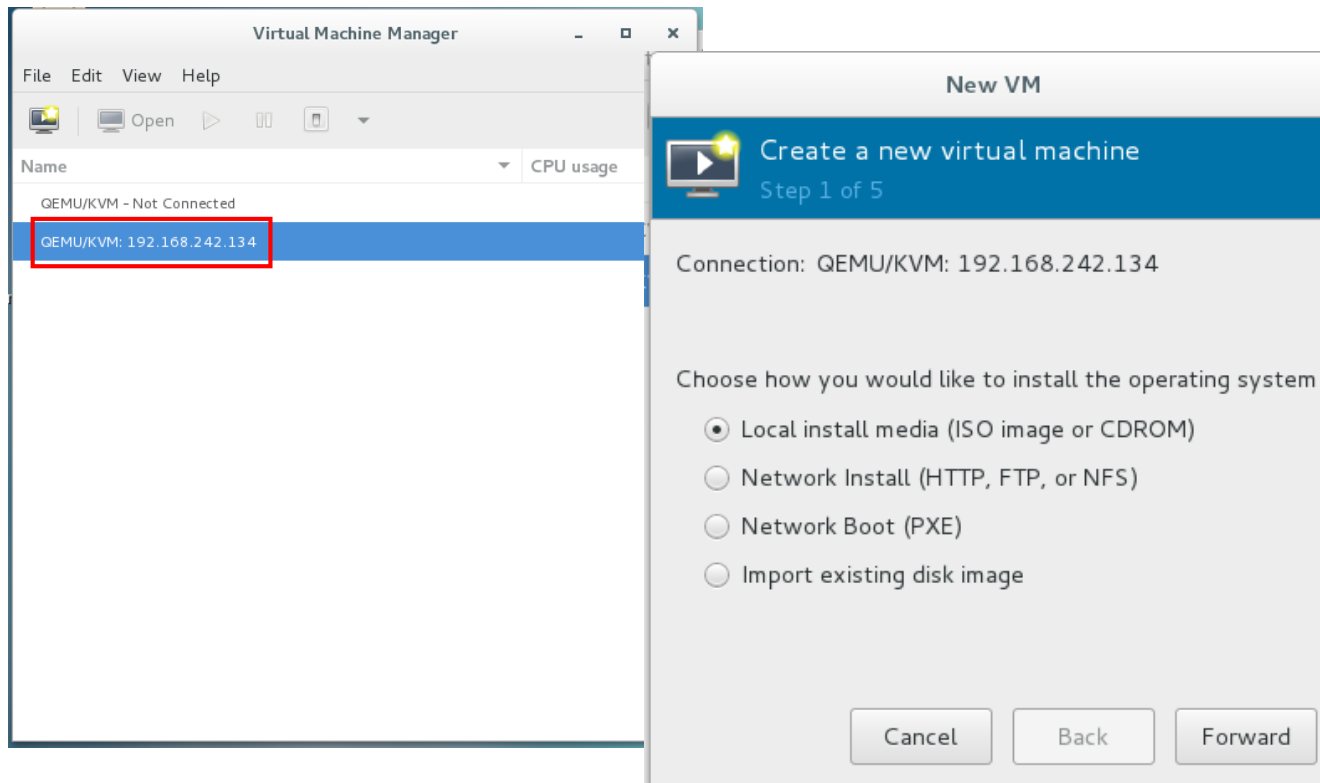 Virtual Machine Manager
File Edit View Help
Open
Name CPU usage
QEMU/KVM - Not Connected
QEMU/KVM: 192.168.242.134
New VM
Create a new virtual machine
Step 1 of 5
Connection: QEMU/KVM: 192.168.242.134
Choose how you would like to install the operating system
Local install media (ISO image or CDROM)
Network Install (HTTP, FTP, or NFS)
Network Boot (PXE)
Import existing disk image
Cancel Back Forward